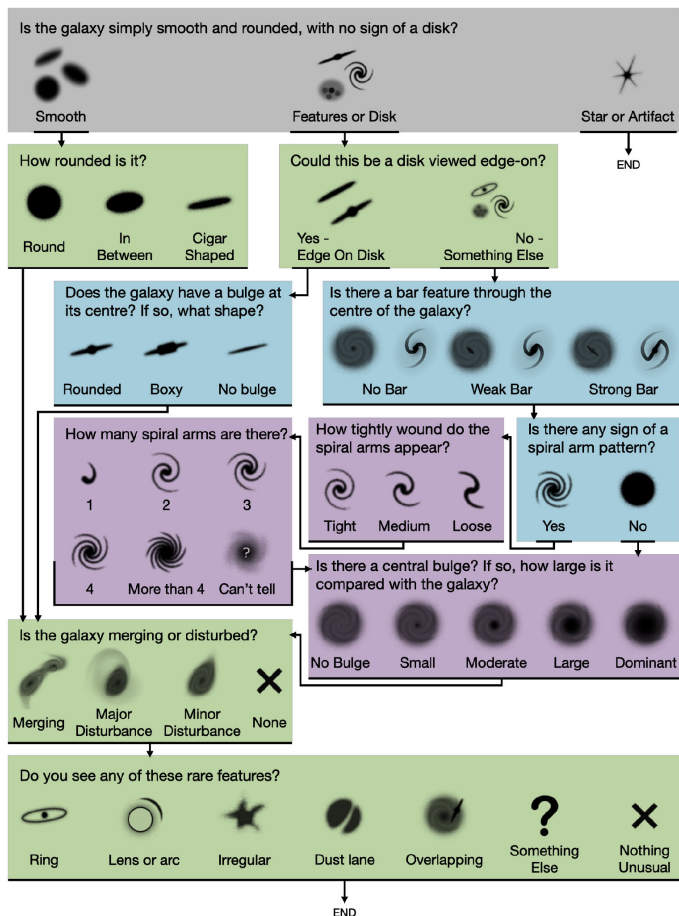 Is the galaxy simply smooth and rounded, with no sign of a disk?
Smooth
Features or Disk
Star or Artifact
END
How rounded is it?
Round
In
Between
Cigar
Shaped
Could this be a disk viewed edge-on?
Yes -
Edge On Disk
No -
Something Else
Does the galaxy have a bulge at
its centre? If so, what shape?
Rounded
Boxy
No bulge
Is there a bar feature through the
centre of the galaxy?
No Bar
Weak Bar
Strong Bar
How many spiral arms are there?
1
2
3
4
More than 4
?
Can't tell
How tightly wound do the
spiral arms appear?
Tight
Medium
Loose
Is there any sign of a
spiral arm pattern?
Yes
No
Is there a central bulge? If so, how large is it
compared with the galaxy?
No Bulge
Small
Moderate
Large
Dominant
Is the galaxy merging or disturbed?
Merging
Major
Disturbance
Minor
Disturbance
None
Do you see any of these rare features?
Ring
Lens or arc
Irregular
Dust lane
Overlapping
?
Something
Else
Nothing
Unusual
END